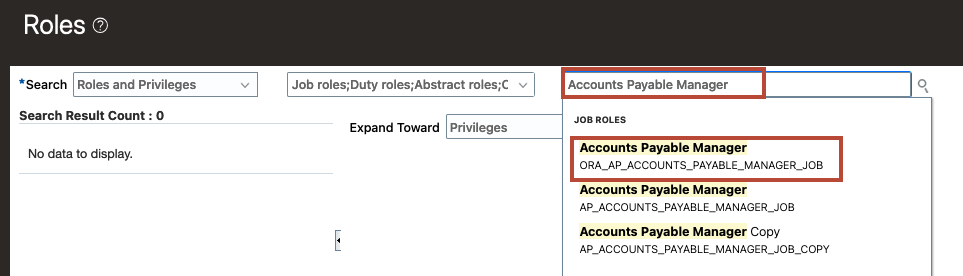 Roles ?
*Search Roles and Privileges Job roles;Duty roles;Abstract roles;C Accounts Payable Manager
Search Result Count : 0
Expand Toward Privileges
No data to display.
JOB ROLES
Accounts Payable Manager
ORA_AP_ACCOUNTS_PAYABLE_MANAGER_JOB
Accounts Payable Manager
AP_ACCOUNTS_PAYABLE_MANAGER_JOB
Accounts Payable Manager Copy
AP_ACCOUNTS_PAYABLE_MANAGER_JOB_COPY